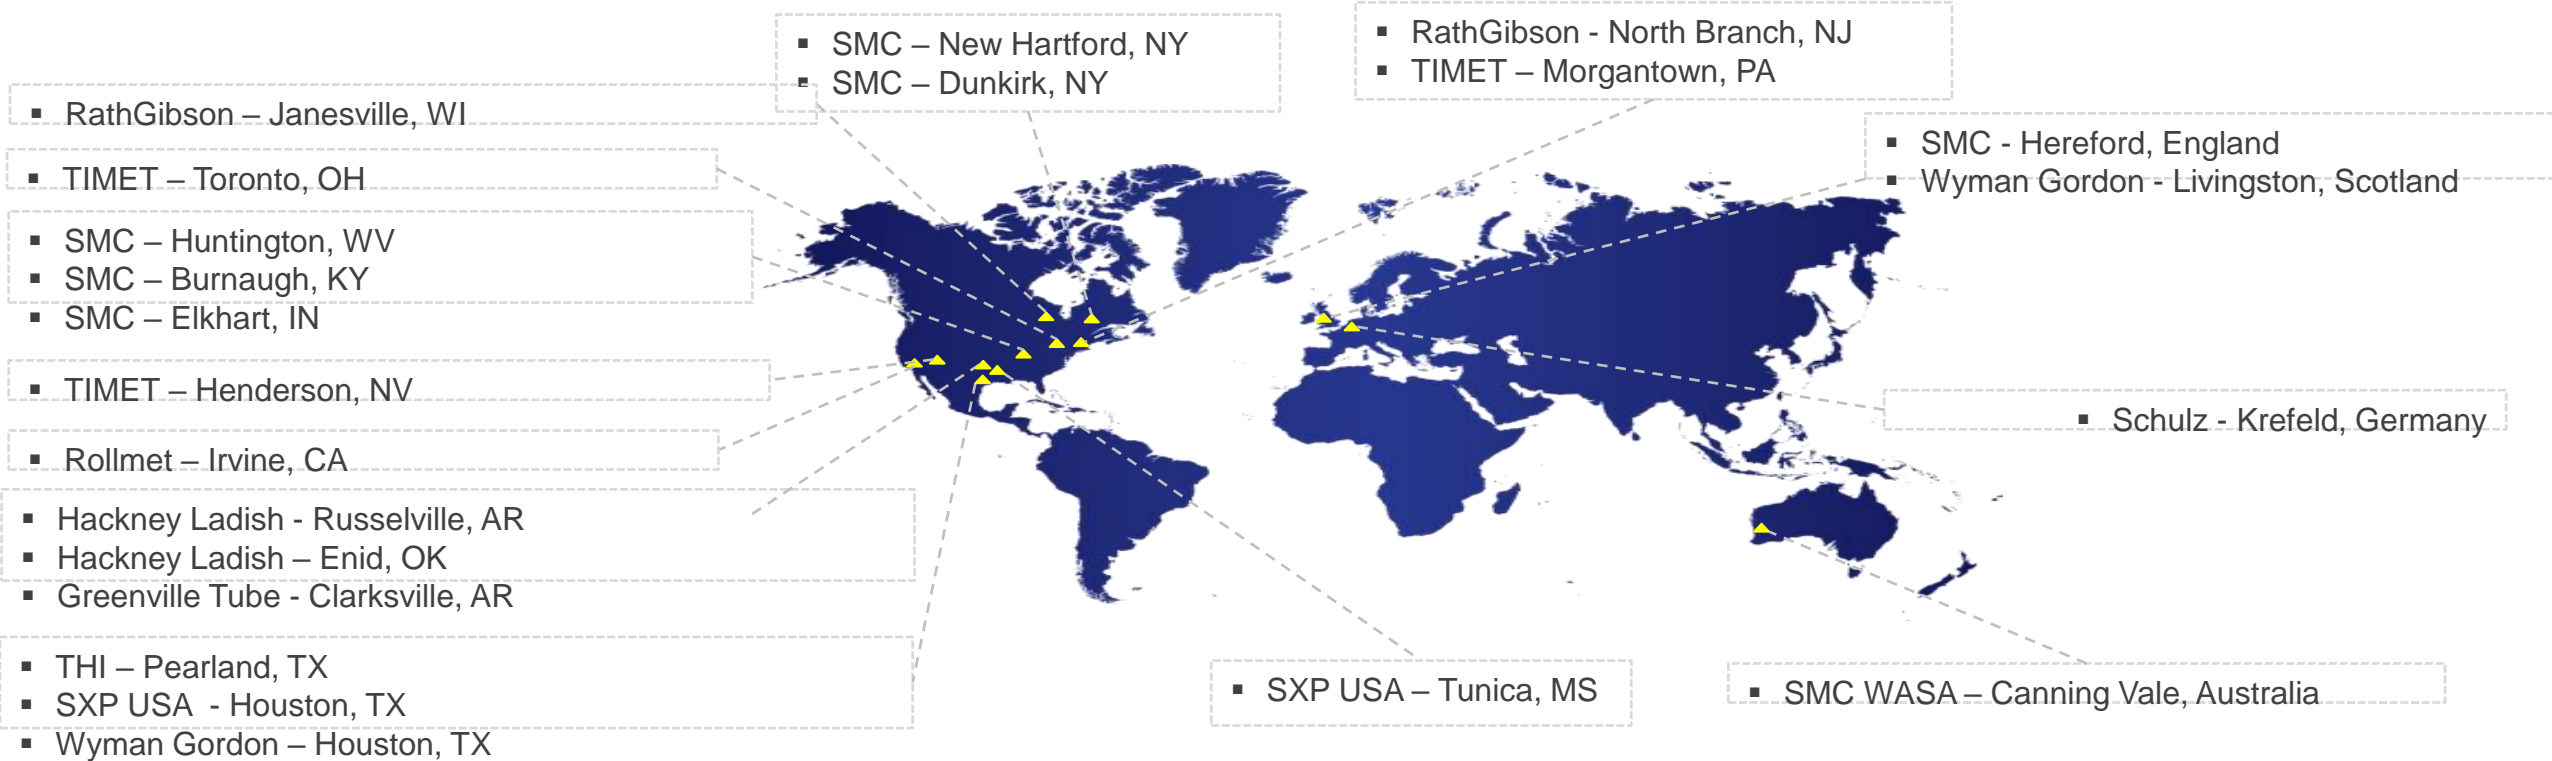 ▪ SMC – New Hartford, NY
▪ SMC – Dunkirk, NY
▪ RathGibson - North Branch, NJ
▪ TIMET – Morgantown, PA
▪ RathGibson – Janesville, WI
▪ TIMET – Toronto, OH
▪ SMC – Huntington, WV
▪ SMC – Burnaugh, KY
▪ SMC – Elkhart, IN
▪ TIMET – Henderson, NV
▪ Rollmet – Irvine, CA
▪ Hackney Ladish - Russelville, AR
▪ Hackney Ladish – Enid, OK
▪ Greenville Tube - Clarksville, AR
▪ THI – Pearland, TX
▪ SXP USA - Houston, TX
▪ Wyman Gordon – Houston, TX
▪ SMC - Hereford, England
▪ Wyman Gordon - Livingston, Scotland
▪ Schulz - Krefeld, Germany
▪ SXP USA – Tunica, MS
▪ SMC WASA – Canning Vale, Australia